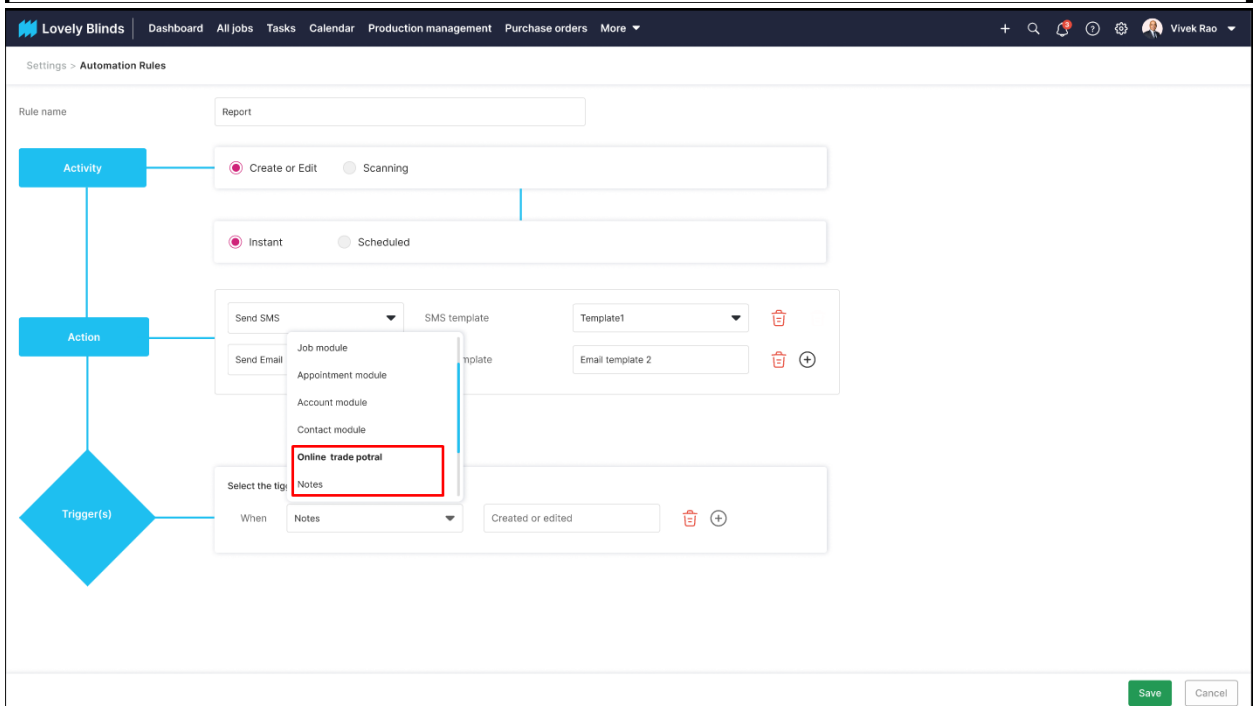 Lovely Blinds Dashboard All jobs Tasks Calendar Production management Purchase orders More 3 Vivek Rao
Settings > Automation Rules
Rule name Report
Activity Create or Edit Scanning
Instant Scheduled
Send SMS SMS template Template1
Action
Job module
Send Email mplate Email template 2
Appointment module
Account module
Contact module
Online trade potral
Select the tig Notes
Trigger(s) When Notes Created or edited
Save Cancel